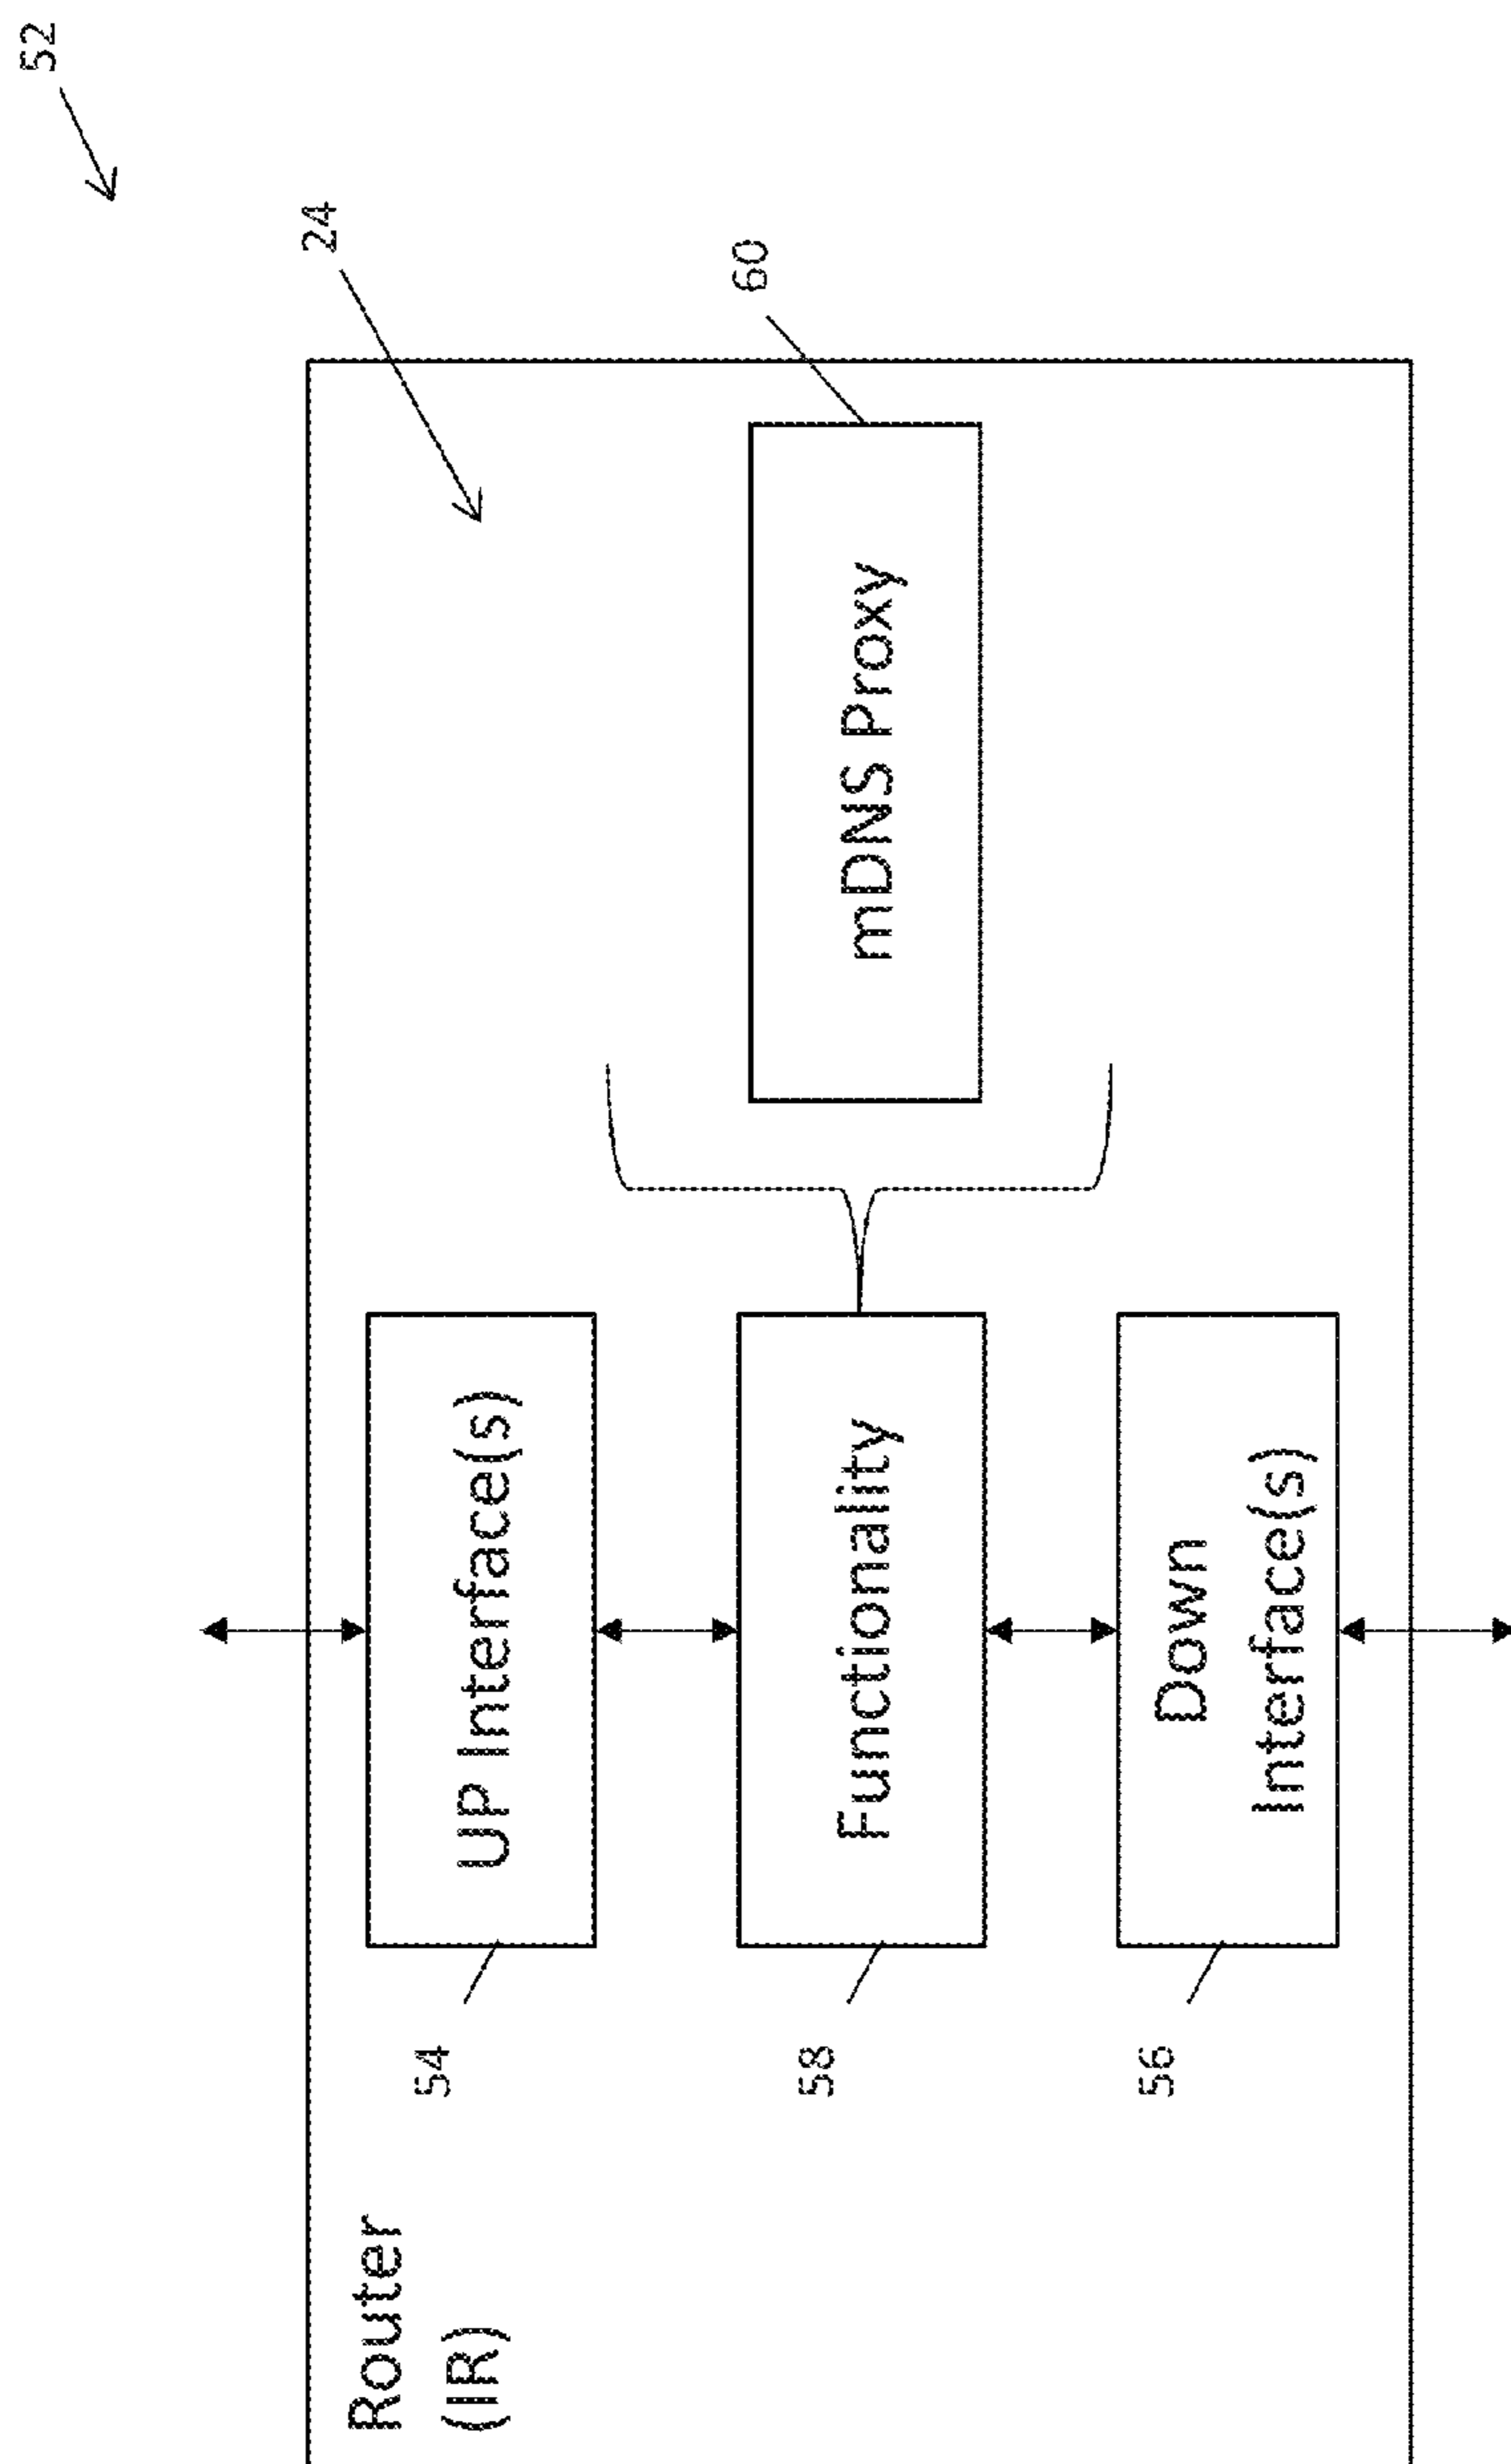 52
24
60
Router
(IR)
54
UP Interface(s)
58
Functionality
mDNS Proxy
56
Down
Interface(s)